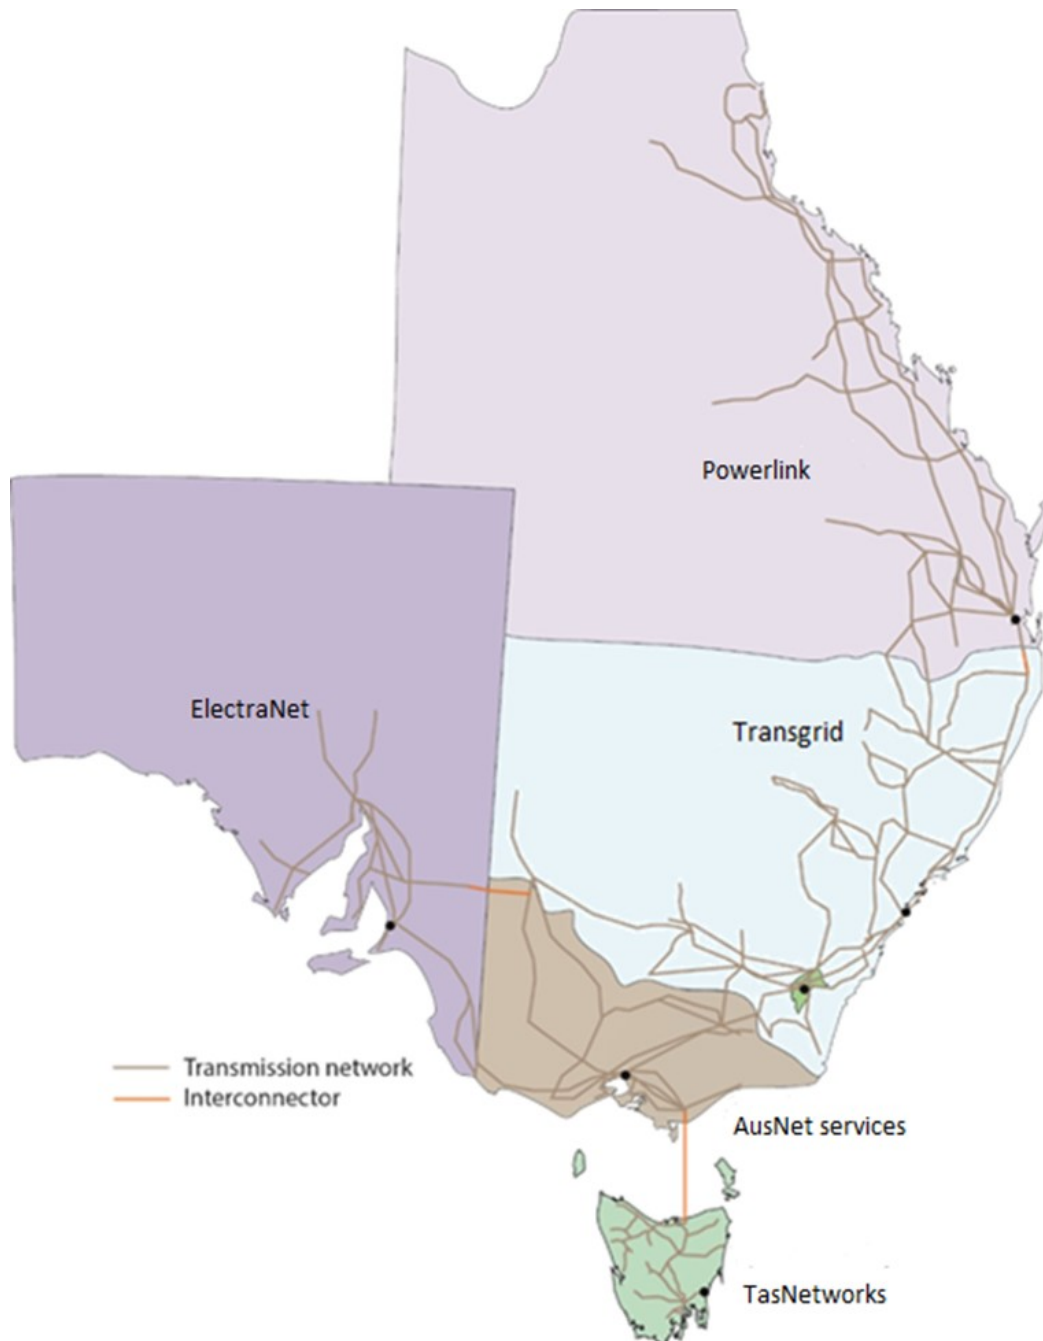 Powerlink
ElectraNet
Transgrid
Transmission network
Interconnector
AusNet services
TasNetworks